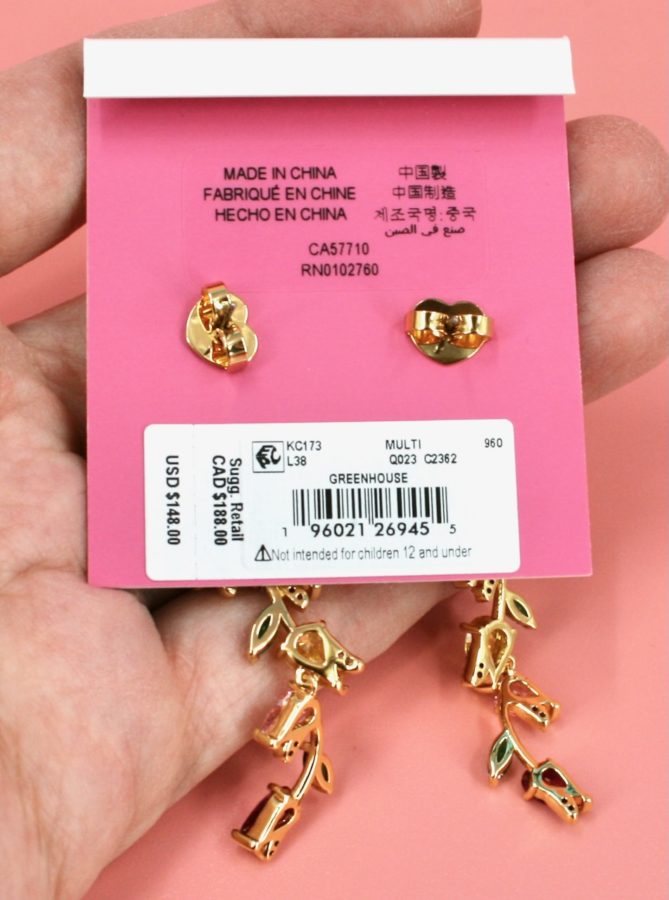 MADE IN CHINA
FABRIQUÉ EN CHINE
HECHO EN CHINA
中国製
中国制造
제조국명:중국
صنع في الصين
CA57710
RN0102760
USD $148.00
Sugg. Retail
CAD $188.00
KC173 MULTI 960
L38 Q023 C2362
GREENHOUSE
1 96021 26945 5
⚠Not intended for children 12 and under